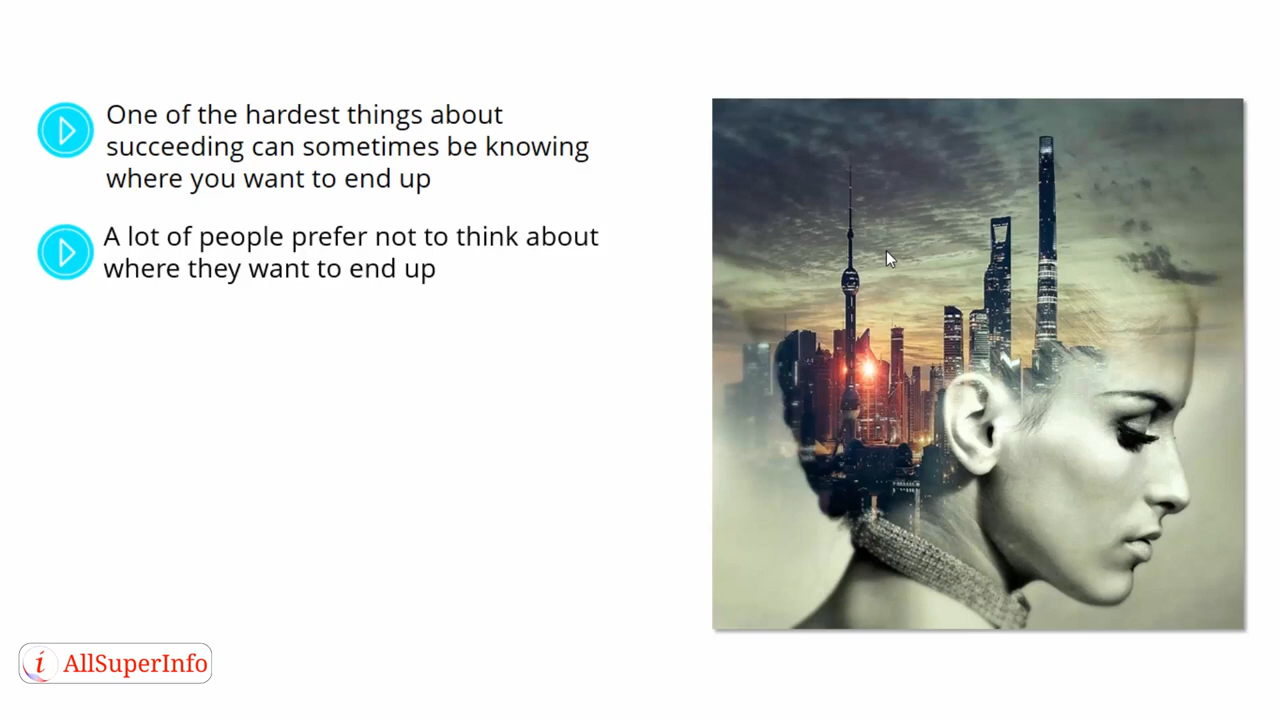 One of the hardest things about
succeeding can sometimes be knowing
where you want to end up
A lot of people prefer not to think about
where they want to end up
i AllSuperInfo